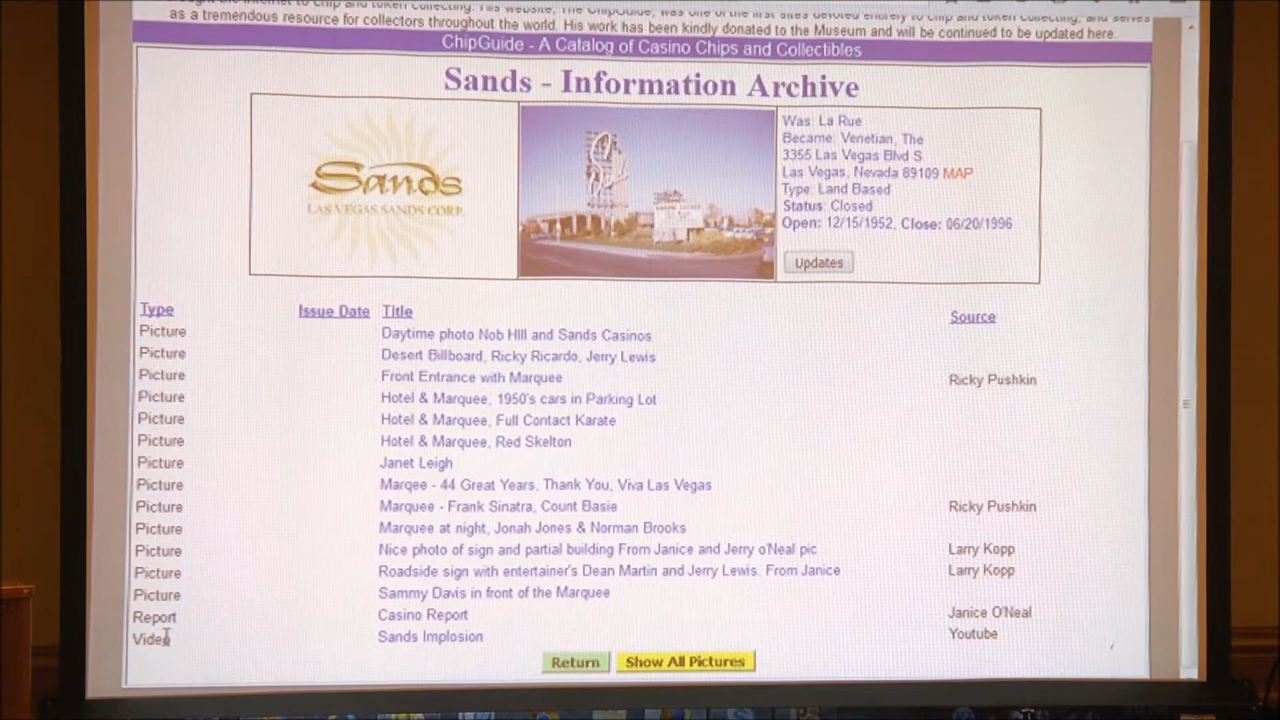 as a tremendous resource for collectors throughout the world. His work has been kindly donated to the Museum and will be continued to be updated here.
ChipGuide - A Catalog of Casino Chips and Collectibles
Sands - Information Archive
Sands
LAS VEGAS SANDS CORP.
Was: La Rue
Became: Venetian, The
3355 Las Vegas Blvd S
Las Vegas, Nevada 89109 MAP
Type: Land Based
Status: Closed
Open: 12/15/1952, Close: 06/20/1996
Updates
Type Issue Date Title Source
Picture Daytime photo Nob HIll and Sands Casinos
Picture Desert Billboard, Ricky Ricardo, Jerry Lewis
Picture Front Entrance with Marquee Ricky Pushkin
Picture Hotel & Marquee, 1950's cars in Parking Lot
Picture Hotel & Marquee, Full Contact Karate
Picture Hotel & Marquee, Red Skelton
Picture Janet Leigh
Picture Marqee - 44 Great Years, Thank You, Viva Las Vegas
Picture Marquee - Frank Sinatra, Count Basie Ricky Pushkin
Picture Marquee at night, Jonah Jones & Norman Brooks
Picture Nice photo of sign and partial building From Janice and Jerry o'Neal pic Larry Kopp
Picture Roadside sign with entertainer's Dean Martin and Jerry Lewis. From Janice Larry Kopp
Picture Sammy Davis in front of the Marquee
Report Casino Report Janice O'Neal
Video Sands Implosion Youtube
Return Show All Pictures